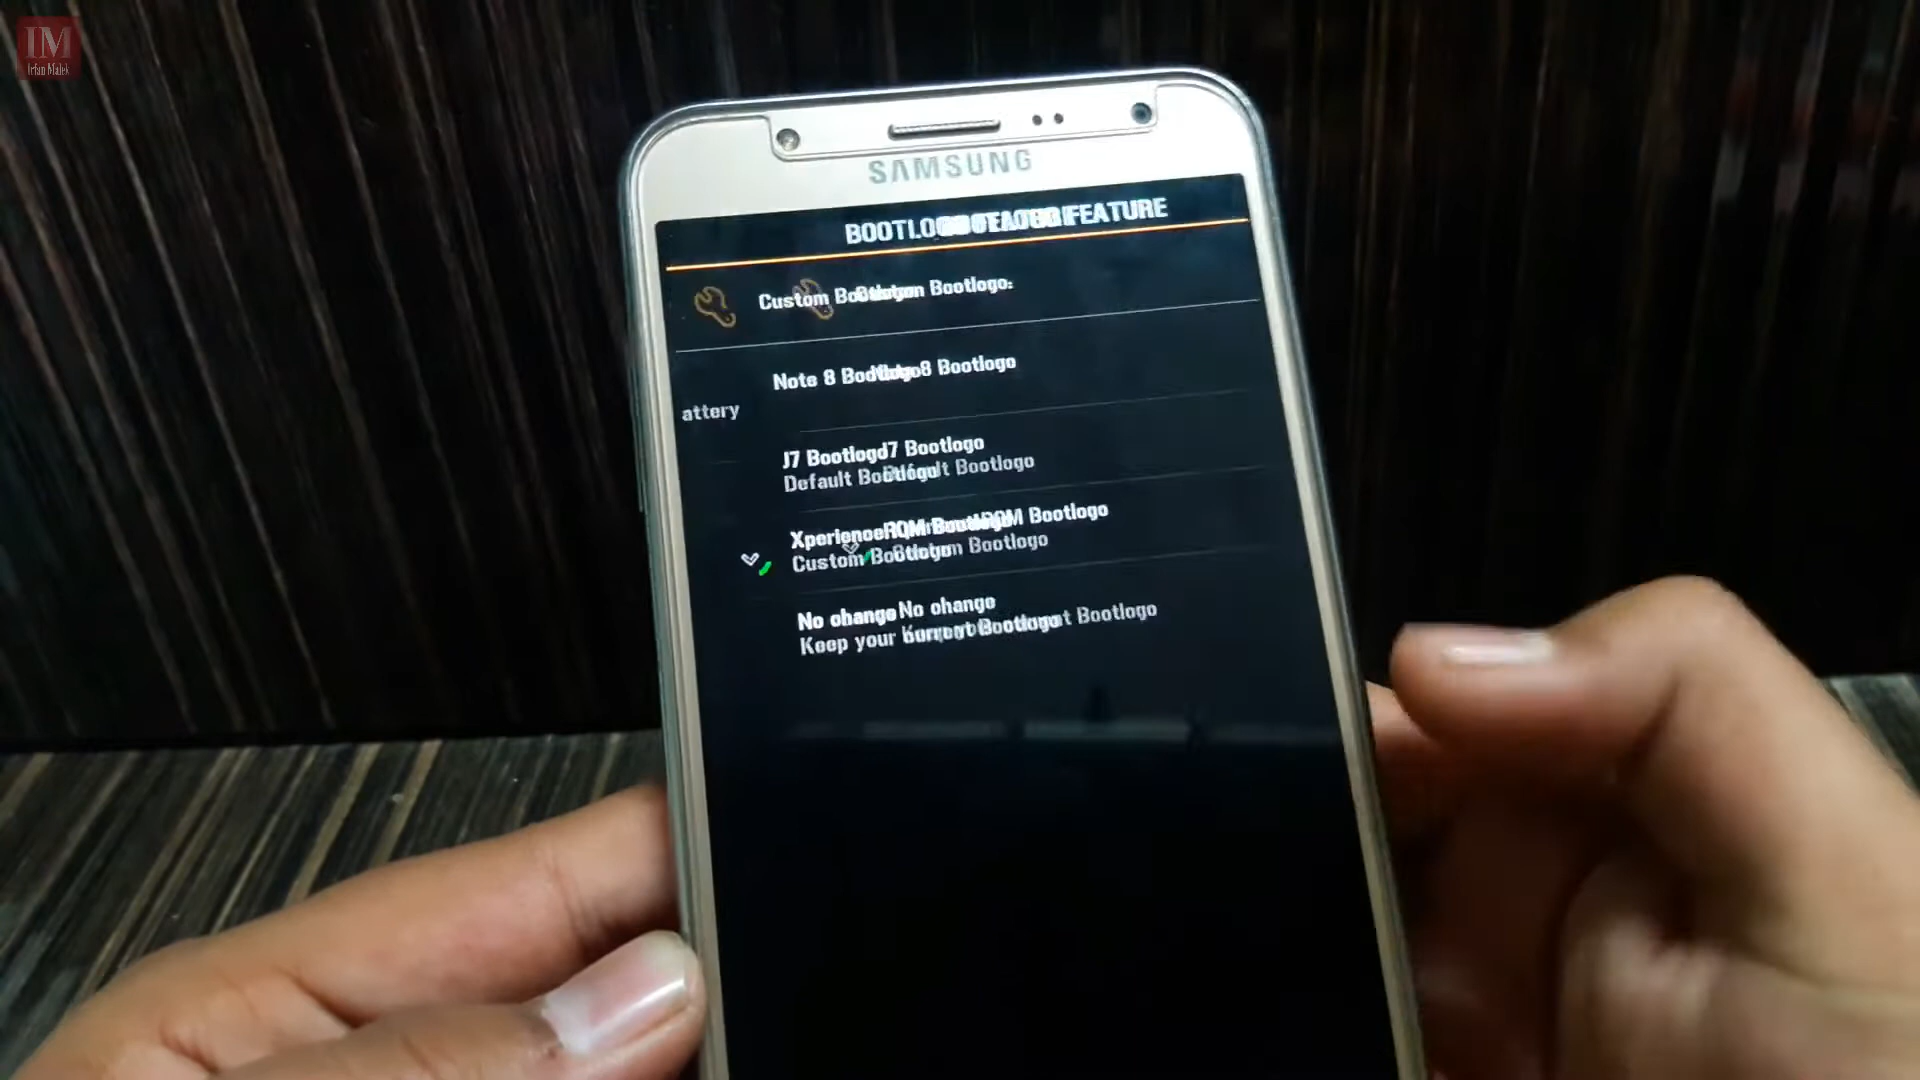 IM
Irfan Malek
SAMSUNG
BOOTLOGO FEATURE
Custom Bootlogo:
Note 8 Bootlogo
attery
J7 Bootlogo
Default Bootlogo
XperienceROM Bootlogo
Custom Bootlogo
No change
Keep your current Bootlogo